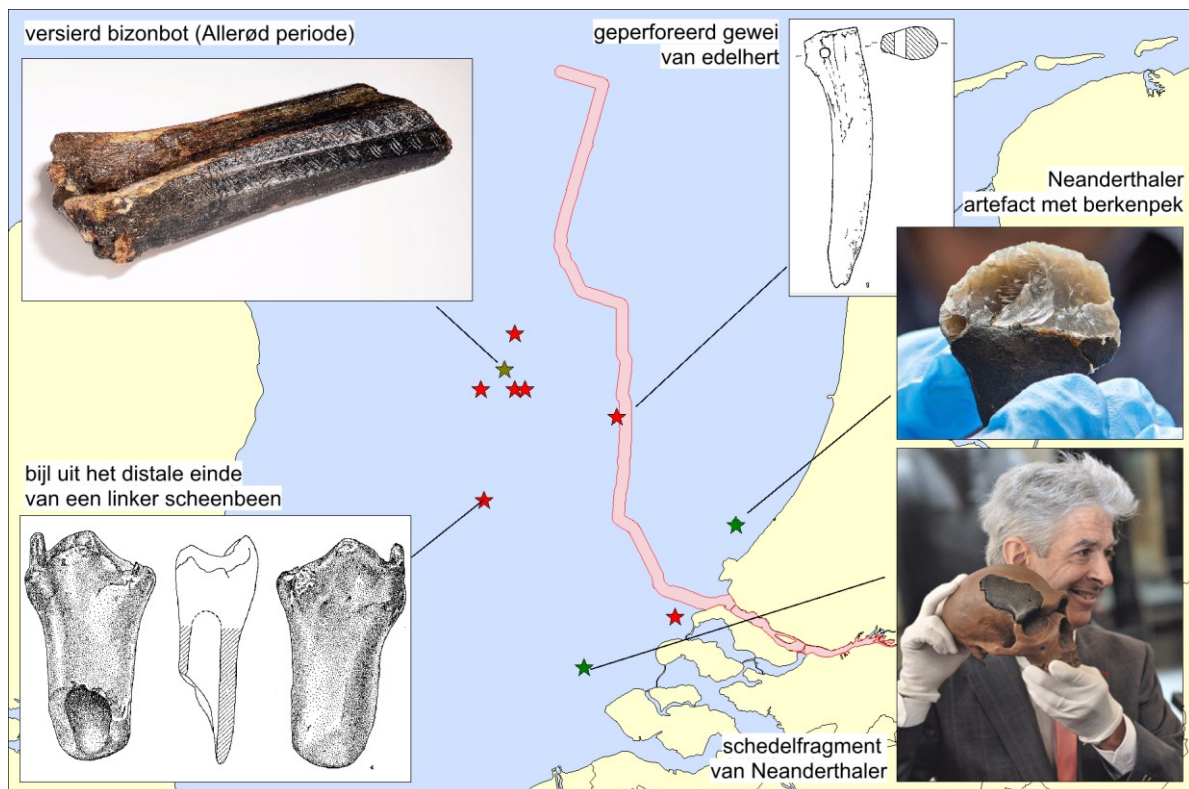 versierd bizonbot (Allerød periode)
geperforeerd gewei
van edelhert
Neanderthaler
artefact met berkenpek
bijl uit het distale einde
van een linker scheenbeen
schedelfragment
van Neanderthaler